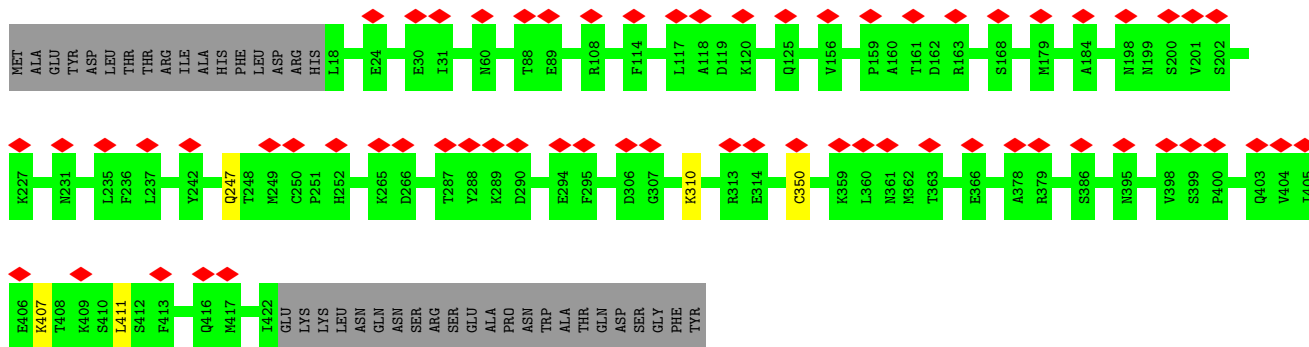 MET ALA GLU TYR ASP LEU THR THR ARG ILE ALA HIS PHE LEU ASP ARG HIS L18 E24 E30 I31 N60 T88 E89 R108 F114 L117 A118 D119 K120 Q125 V156 P159 A160 T161 D162 R163 S168 M179 A184 N198 N199 S200 V201 S202
K227 N231 L235 F236 L237 Y242 Q247 T248 M249 C250 P251 H252 K265 D266 T287 Y288 K289 D290 E294 F295 D306 G307 K310 R313 E314 C350 K359 L360 N361 M362 T363 E366 A378 R379 S386 N395 V398 S399 P400 Q403 V404 I405
E406 K407 T408 K409 S410 L411 S412 F413 Q416 M417 I422 GLU LYS LYS LEU ASN GLN ASN SER ARG SER GLU ALA PRO ASN TRP ALA THR GLN ASP SER GLY PHE TYR